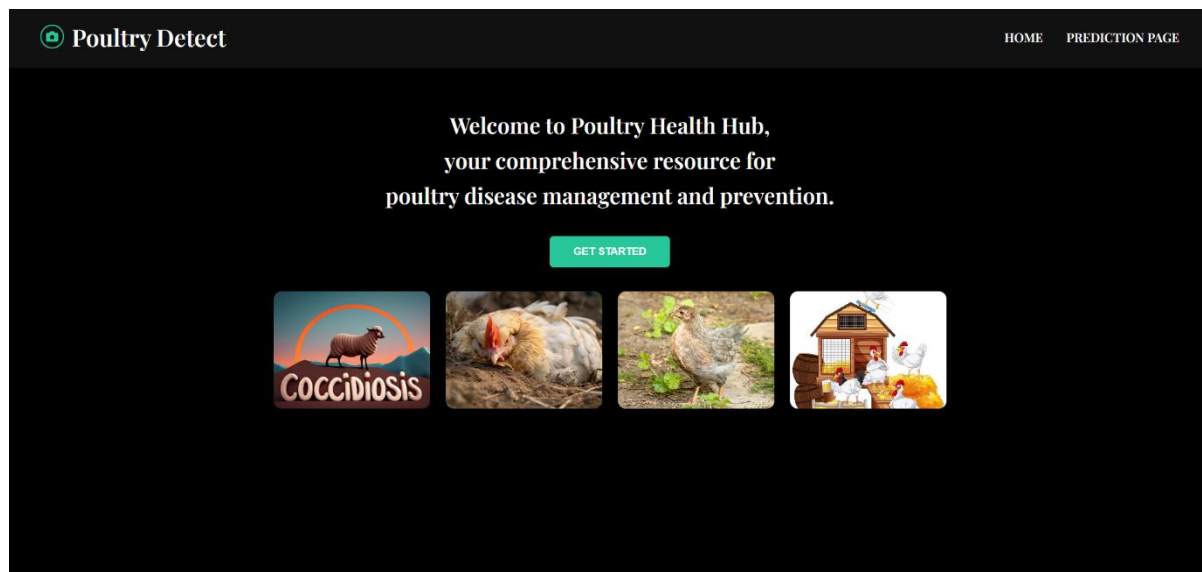 Poultry Detect
HOME
PREDICTION PAGE
Welcome to Poultry Health Hub,
your comprehensive resource for
poultry disease management and prevention.
GET STARTED
COCCiDiOSiS